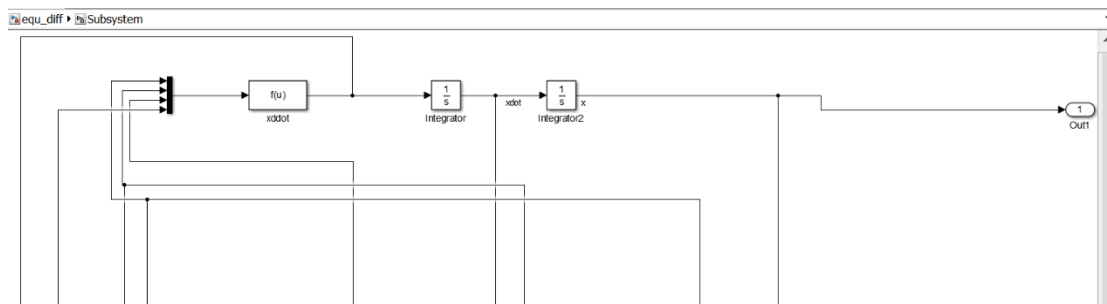 equ_diff Subsystem
f(u)
xddot
1
s
Integrator
xdot
1
s
x
Integrator2
1
Out1